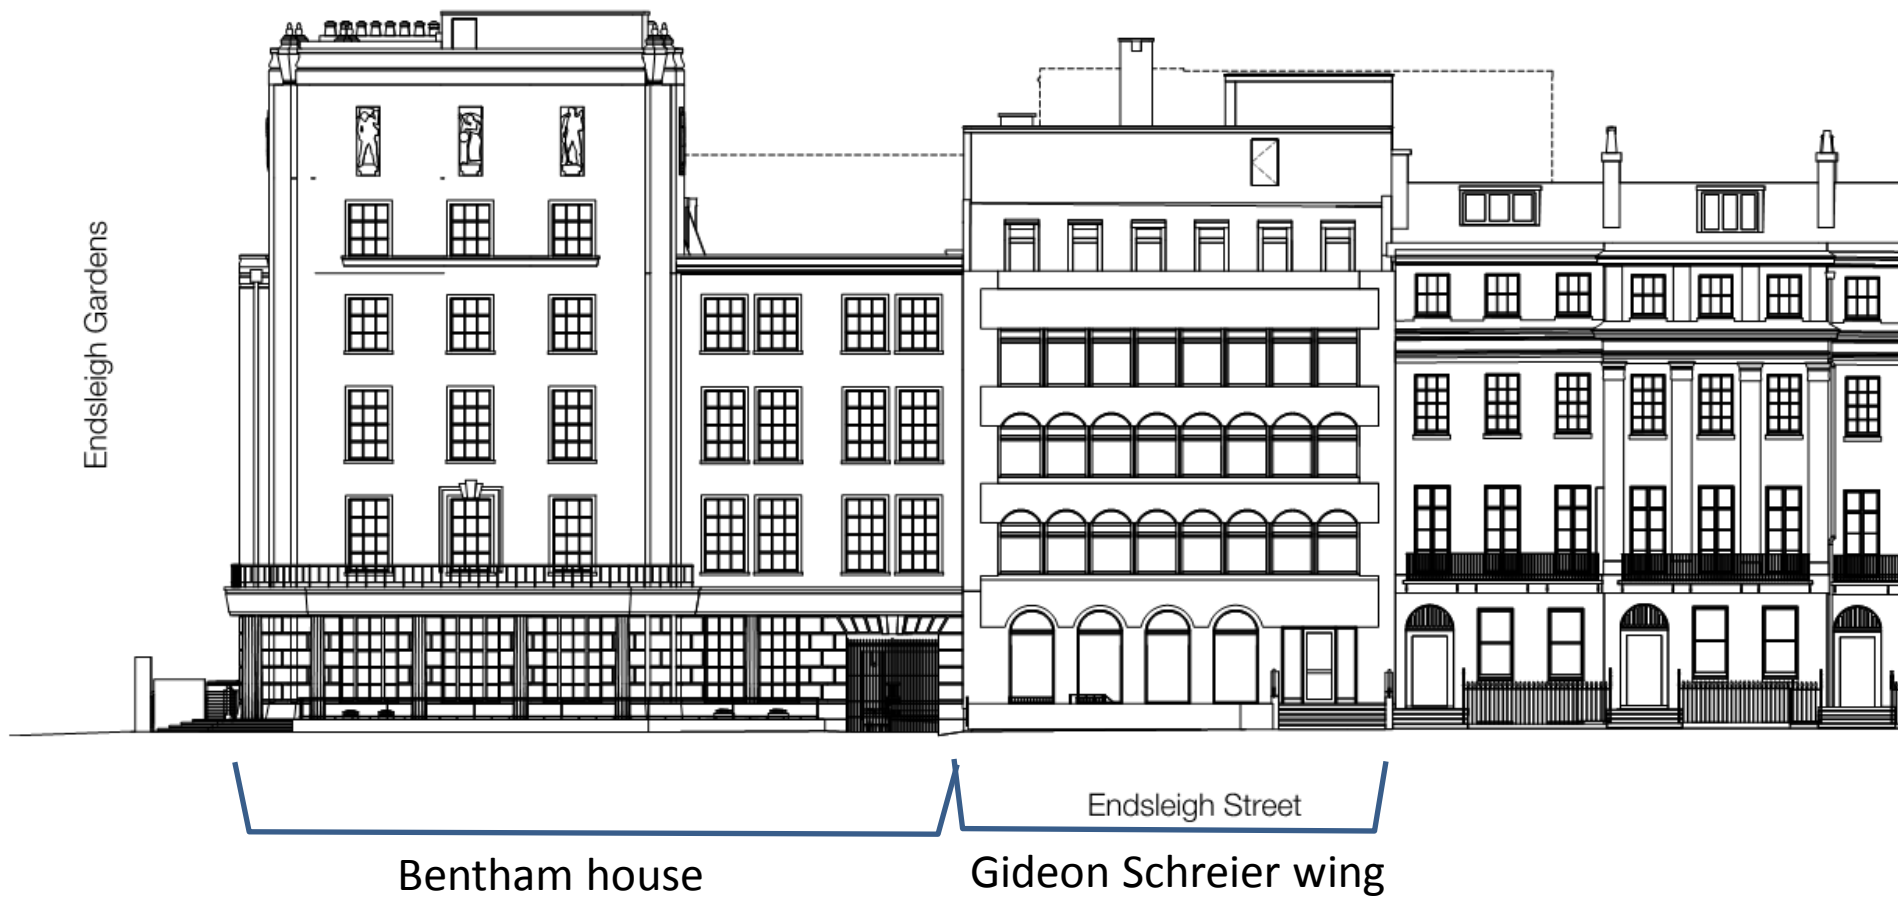 Endsleigh Gardens
Endsleigh Street
Bentham house
Gideon Schreier wing